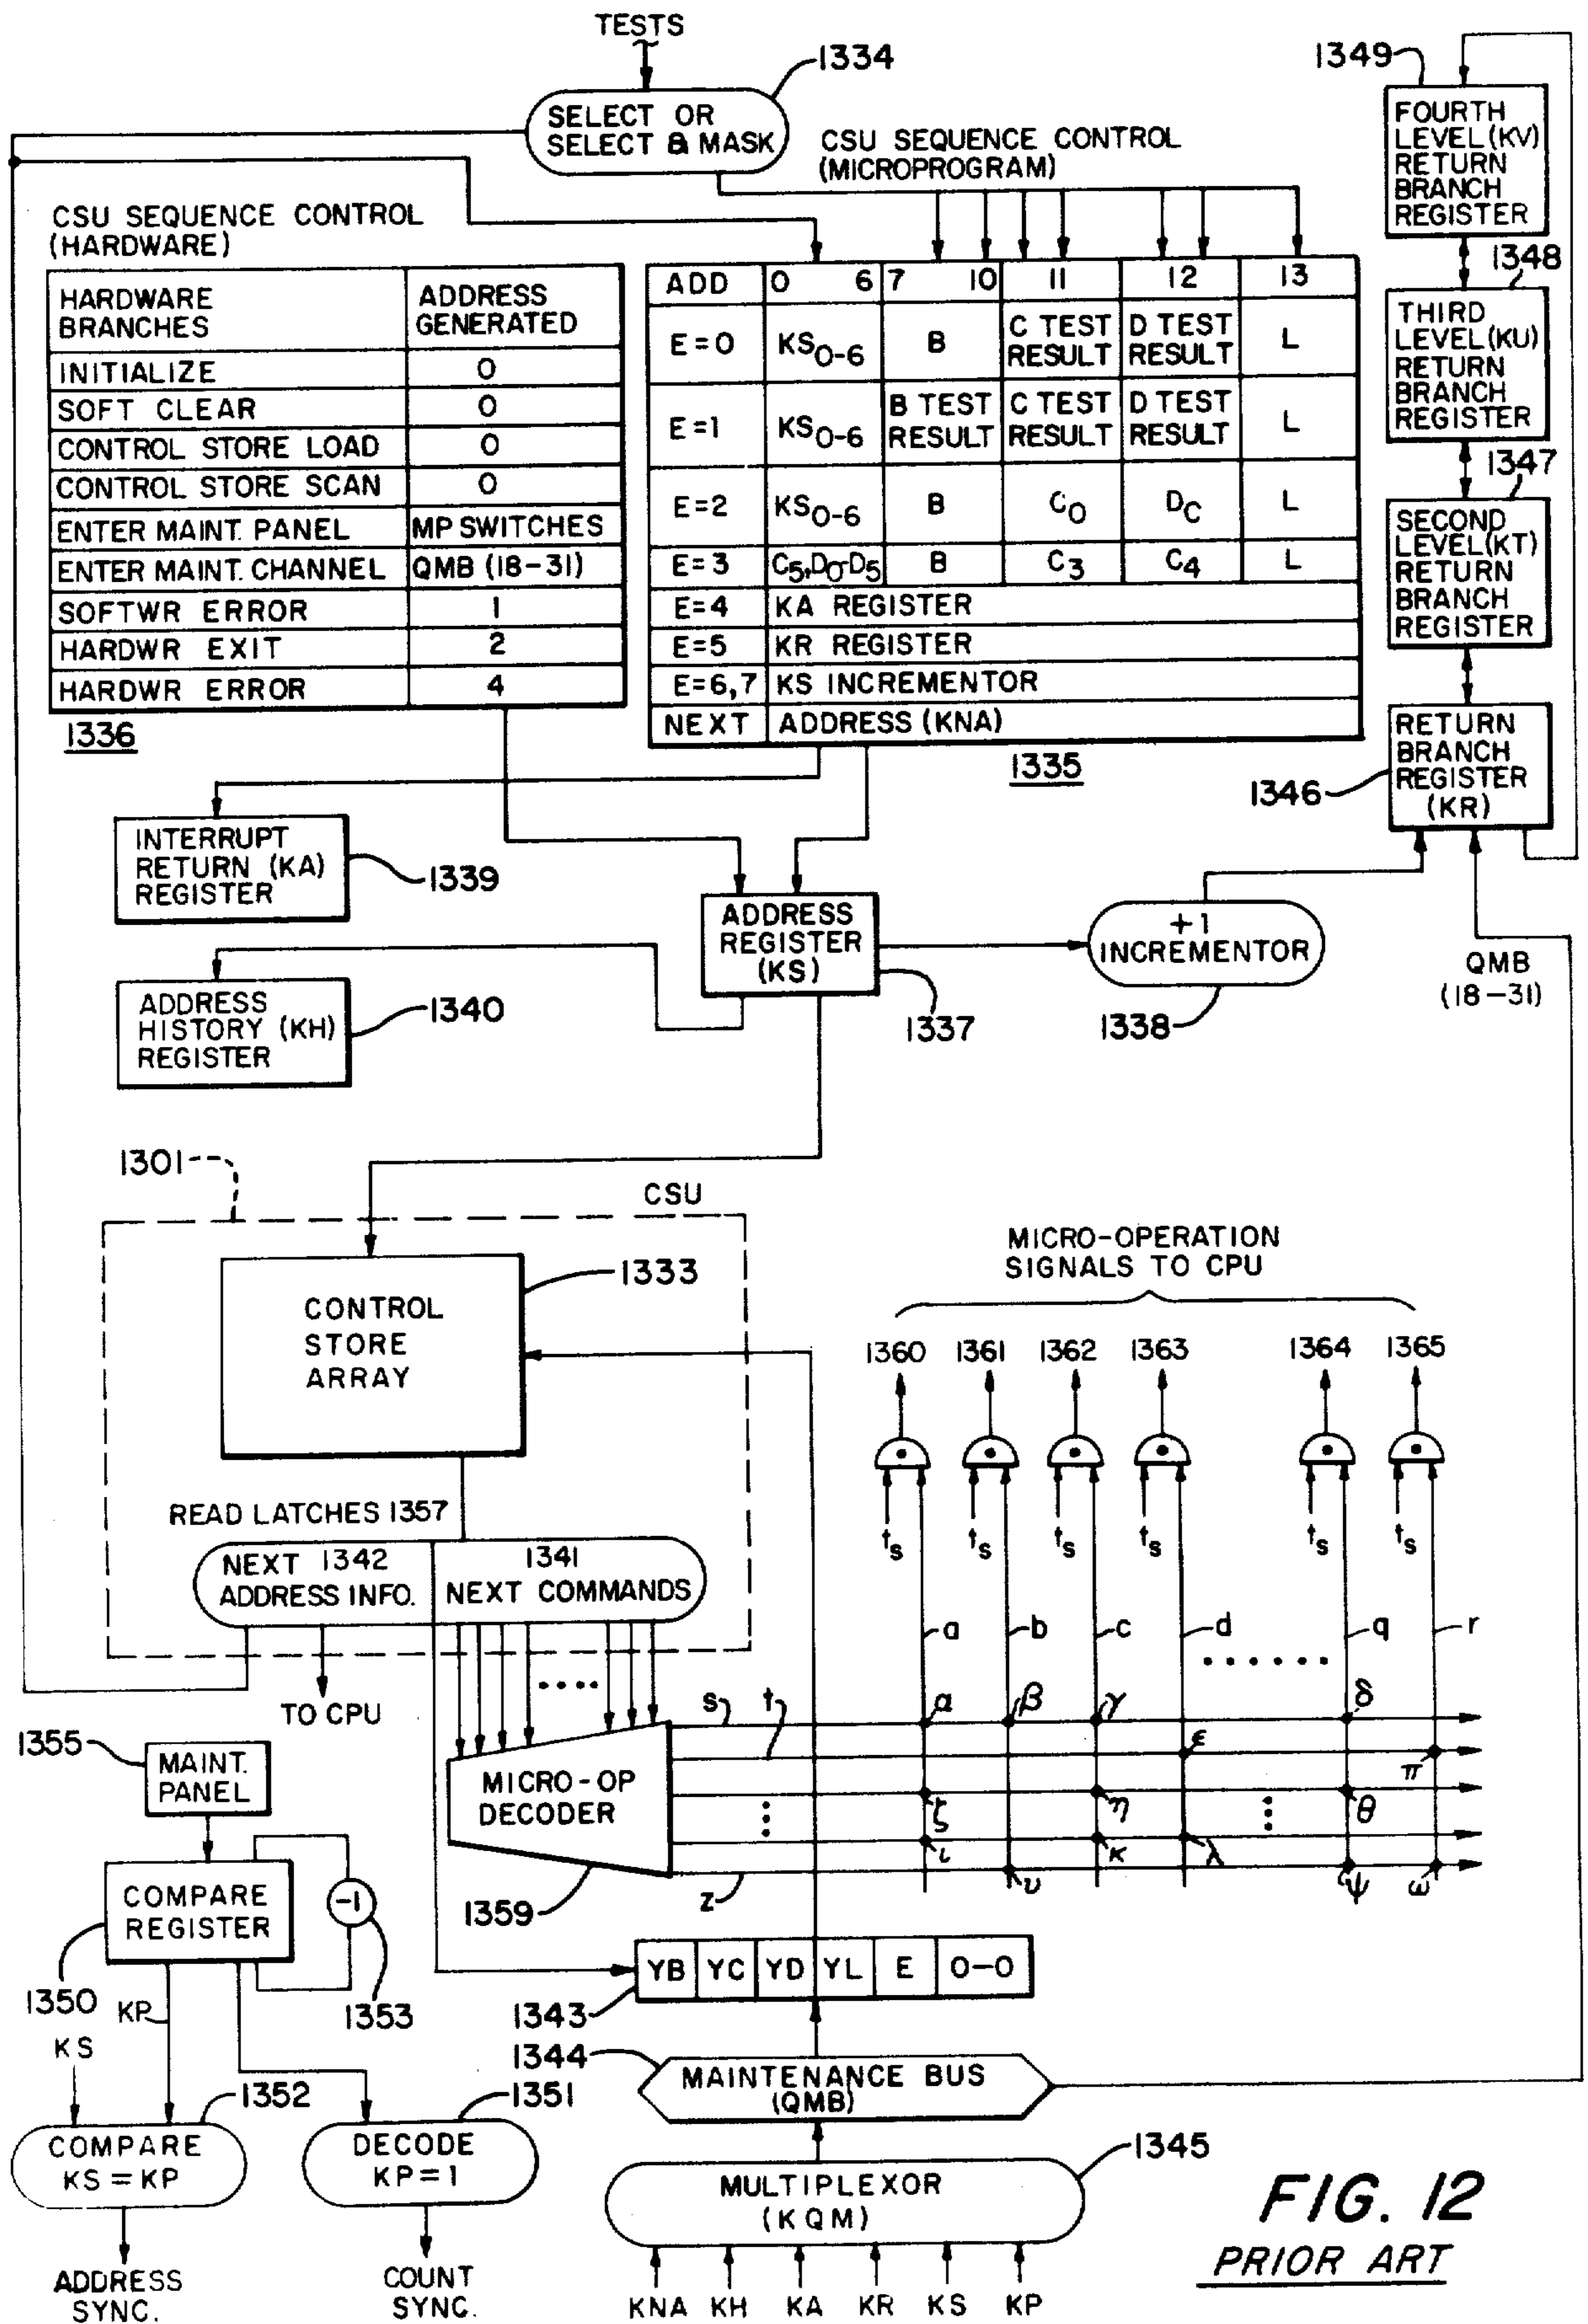 TESTS
1334
SELECT OR
SELECT & MASK
CSU SEQUENCE CONTROL
(MICROPROGRAM)
1349
FOURTH
LEVEL (KV)
RETURN
BRANCH
REGISTER
1348
THIRD
LEVEL (KU)
RETURN
BRANCH
REGISTER
1347
SECOND
LEVEL (KT)
RETURN
BRANCH
REGISTER
RETURN
BRANCH
REGISTER
(KR)
1346
CSU SEQUENCE CONTROL
(HARDWARE)
HARDWARE BRANCHES ADDRESS GENERATED
INITIALIZE 0
SOFT CLEAR 0
CONTROL STORE LOAD 0
CONTROL STORE SCAN 0
ENTER MAINT. PANEL MP SWITCHES
ENTER MAINT. CHANNEL QMB (18-31)
SOFTWR ERROR 1
HARDWR EXIT 2
HARDWR ERROR 4
1336
ADD 0 6 7 10 11 12 13
E=0 KS0-6 B C TEST RESULT D TEST RESULT L
E=1 KS0-6 B TEST RESULT C TEST RESULT D TEST RESULT L
E=2 KS0-6 B C0 DC L
E=3 C5,D0-D5 B C3 C4 L
E=4 KA REGISTER
E=5 KR REGISTER
E=6,7 KS INCREMENTOR
NEXT ADDRESS (KNA)
1335
INTERRUPT
RETURN (KA)
REGISTER
1339
ADDRESS
REGISTER
(KS)
1337
+1
INCREMENTOR
1338
QMB
(18-31)
ADDRESS
HISTORY (KH)
REGISTER
1340
1301
CSU
CONTROL
STORE
ARRAY
1333
MICRO-OPERATION
SIGNALS TO CPU
1360 1361 1362 1363 1364 1365
ts ts ts ts ts ts
READ LATCHES 1357
NEXT 1342
ADDRESS INFO.
1341
NEXT COMMANDS
a b c d q r
TO CPU
s t α β γ δ
ε π
ζ η θ
ι κ λ
z υ ψ ω
MICRO-OP
DECODER
1359
1355
MAINT.
PANEL
COMPARE
REGISTER
-1
1350
1353
KP
KS
YB YC YD YL E 0-0
1343
1344
MAINTENANCE BUS
(QMB)
1352
COMPARE
KS=KP
1351
DECODE
KP=1
1345
MULTIPLEXOR
(KQM)
ADDRESS
SYNC.
COUNT
SYNC.
KNA KH KA KR KS KP
FIG. 12
PRIOR ART